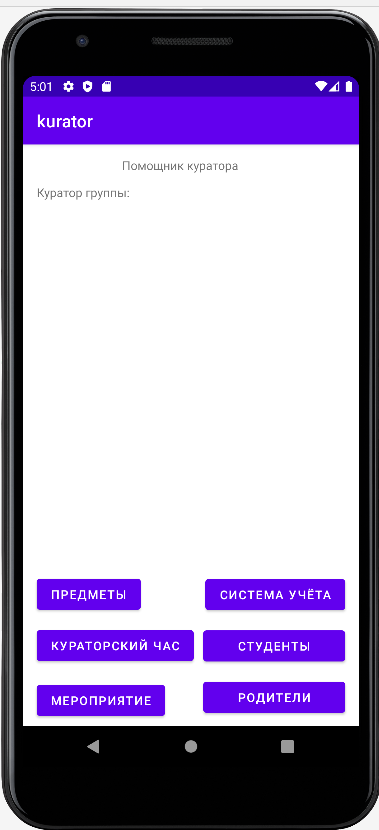 5:01
kurator
Помощник куратора
Куратор группы:
ПРЕДМЕТЫ
СИСТЕМА УЧЁТА
КУРАТОРСКИЙ ЧАС
СТУДЕНТЫ
МЕРОПРИЯТИЕ
РОДИТЕЛИ